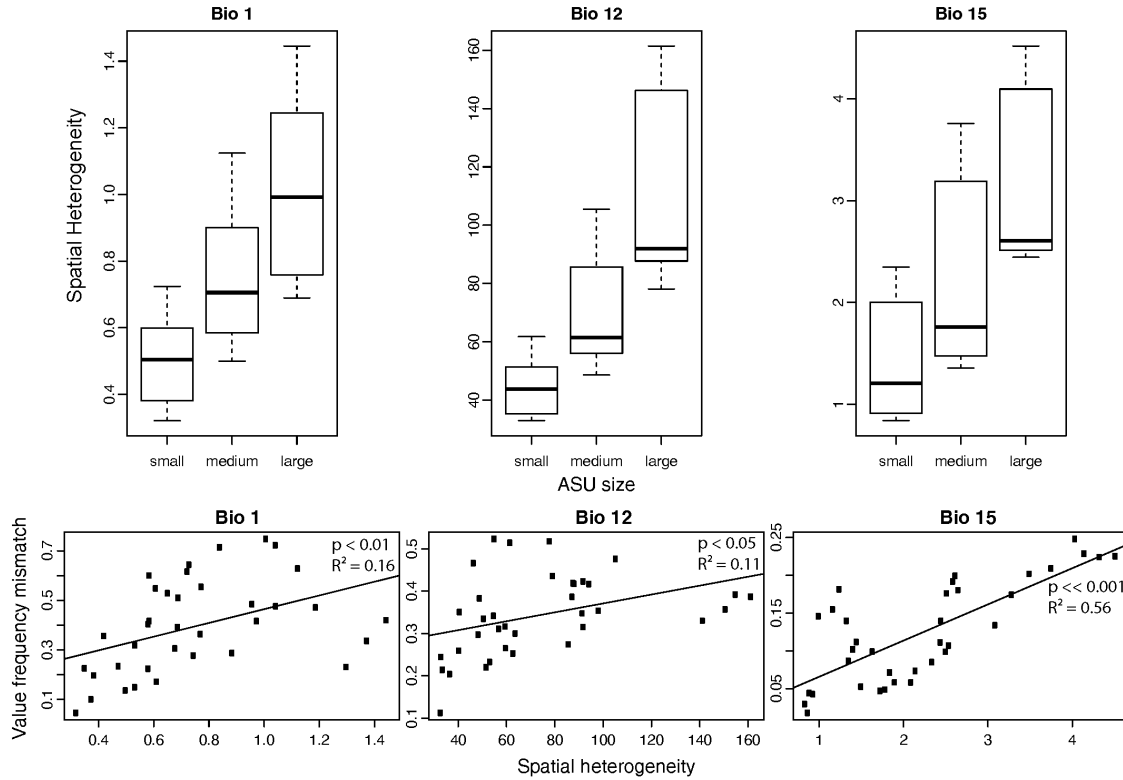 Bio 1
Bio 12
Bio 15
Spatial Heterogeneity
0.4
0.6
0.8
1.0
1.2
1.4
40
60
80
100
120
140
160
1
2
3
4
small medium large
small medium large
small medium large
ASU size
Bio 1
Bio 12
Bio 15
Value frequency mismatch
0.1
0.3
0.5
0.7
p < 0.01
R² = 0.16
0.1
0.2
0.3
0.4
0.5
p < 0.05
R² = 0.11
0.05
0.15
0.25
p << 0.001
R² = 0.56
0.4 0.6 0.8 1.0 1.2 1.4
40 60 80 100 120 140 160
1 2 3 4
Spatial heterogeneity